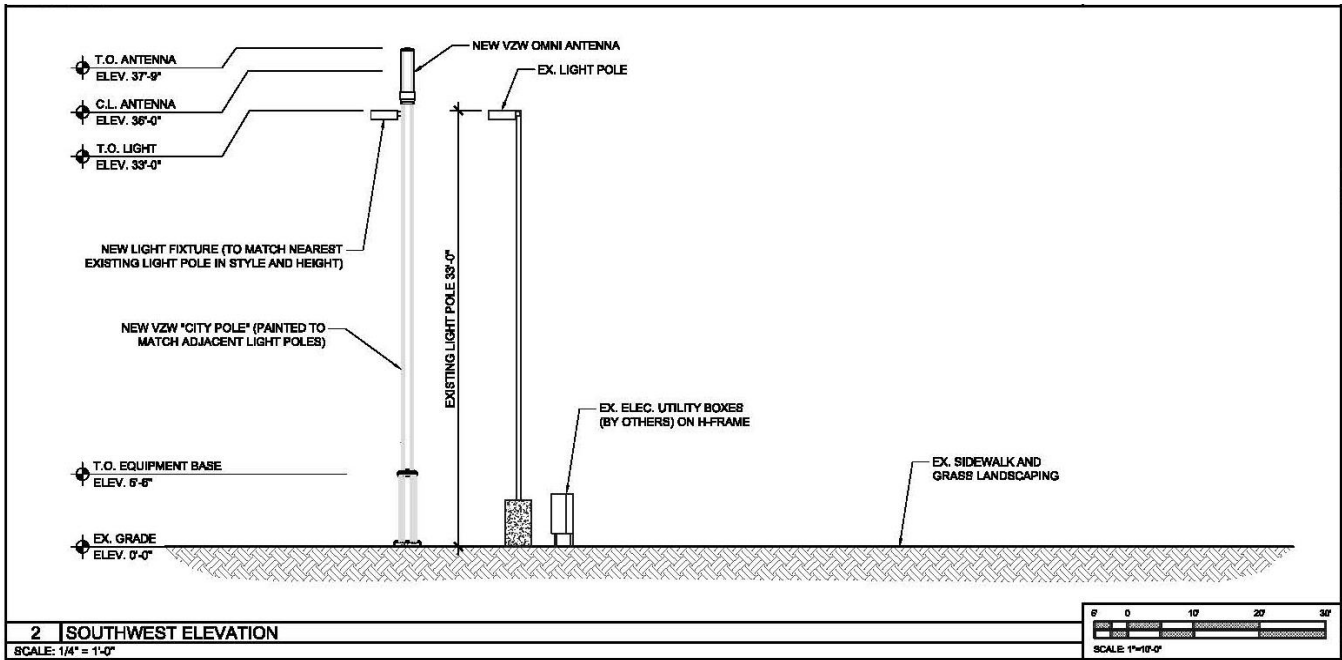 T.O. ANTENNA
ELEV. 37'-9"
C.L. ANTENNA
ELEV. 36'-0"
T.O. LIGHT
ELEV. 33'-0"
NEW VZW OMNI ANTENNA
EX. LIGHT POLE
NEW LIGHT FIXTURE (TO MATCH NEAREST
EXISTING LIGHT POLE IN STYLE AND HEIGHT)
EXISTING LIGHT POLE 33'-0"
NEW VZW "CITY POLE" (PAINTED TO
MATCH ADJACENT LIGHT POLES)
EX. ELEC. UTILITY BOXES
(BY OTHERS) ON H-FRAME
T.O. EQUIPMENT BASE
ELEV.
EX. SIDEWALK AND
GRASS LANDSCAPING
EX. GRADE
ELEV. 0'-0"
2 SOUTHWEST ELEVATION
SCALE: 1/4" = 1'-0"
0 10' 20' 30'
SCALE: 1"=10'-0"